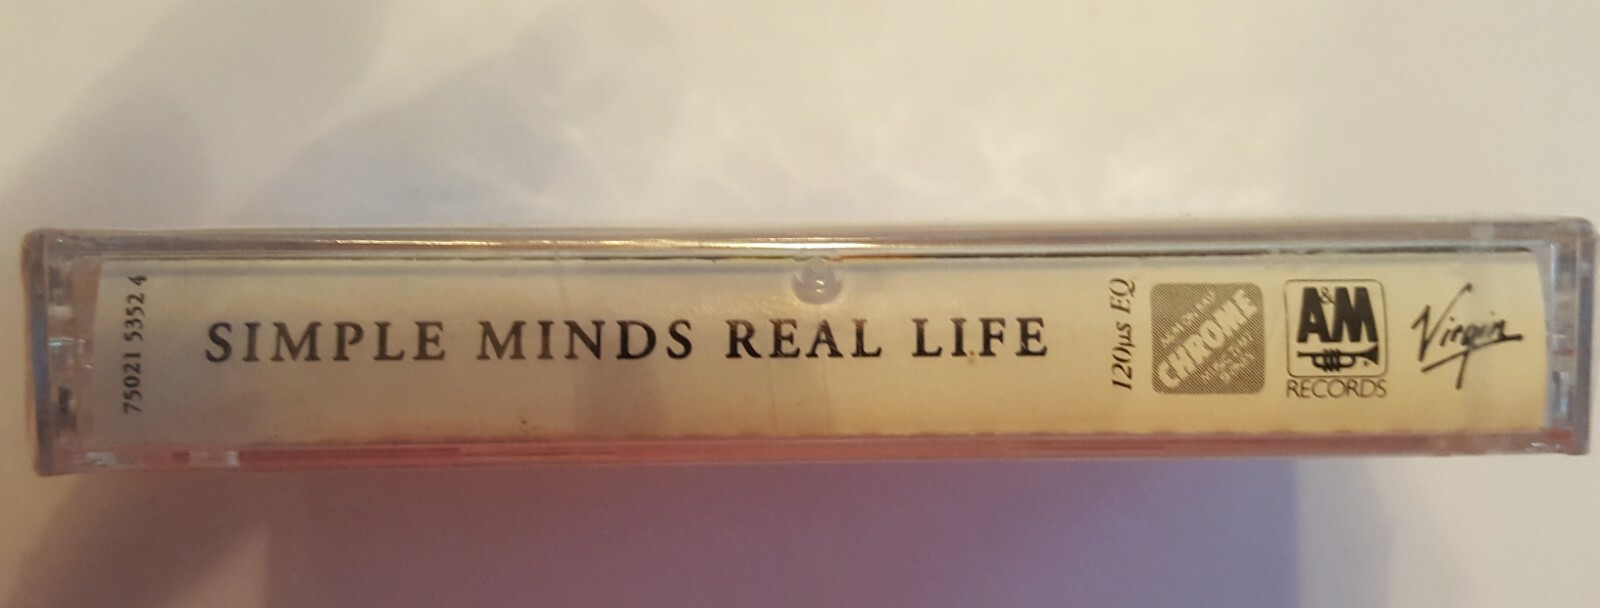 75021 5352 4
SIMPLE MINDS REAL LIFE
120µs EQ
CHROME
A&M
RECORDS
Virgin